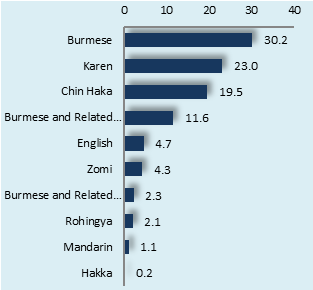 0 10 20 30 40
Burmese 30.2
Karen 23.0
Chin Haka 19.5
Burmese and Related... 11.6
English 4.7
Zomi 4.3
Burmese and Related... 2.3
Rohingya 2.1
Mandarin 1.1
Hakka 0.2